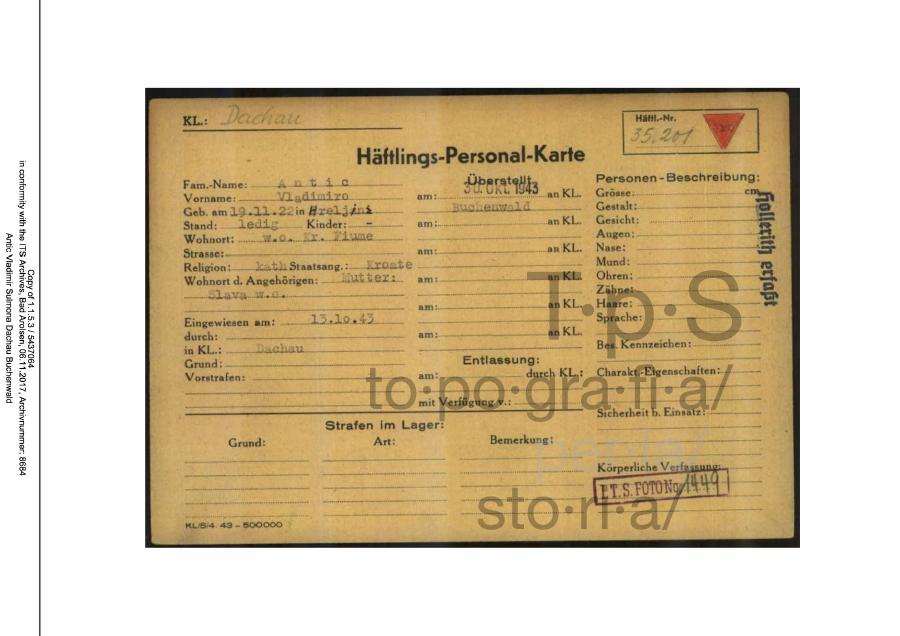 Copy of 1.1.5.3 / 5437064
in conformity with the ITS Archives, Bad Arolsen, 06.11.2017, Archivnummer: 8684
Antic Vladimir Sulmona Dachau Buchenwald
KL.: Dachau
Häftl.-Nr.
35.201
Häftlings-Personal-Karte
Fam.-Name: Antic
Vorname: Vladimiro
Geb. am 19.11.22 in Hreljini
Stand: ledig Kinder: -
Wohnort: w.o. Kr. Fiume
Strasse:
Religion: kath Staatsang.: Kroate
Wohnort d. Angehörigen: Mutter:
Slava w.o.
Eingewiesen am: 13.10.43
durch:
in KL.: Dachau
Grund:
Vorstrafen:
Überstellt
30. OKT. 1943
am: an KL.
Buchenwald
am: an KL.
am: an KL.
am: an KL.
am: an KL.
am: an KL.
Entlassung:
am: durch KL.:
mit Verfügung v.:
Personen-Beschreibung:
Grösse: cm
Gestalt:
Gesicht:
Augen:
Nase:
Mund:
Ohren:
Zähne:
Haare:
Sprache:
Bes. Kennzeichen:
Charakt.-Eigenschaften:
Sicherheit b. Einsatz:
Körperliche Verfassung:
Hollerith erfaßt
I.T.S. FOTO No 1449
Strafen im Lager:
Grund: Art: Bemerkung:
KL/5/4. 43 - 500000
T·p·S
to·po·gra·fi·a/
per·la/
sto·ri·a/